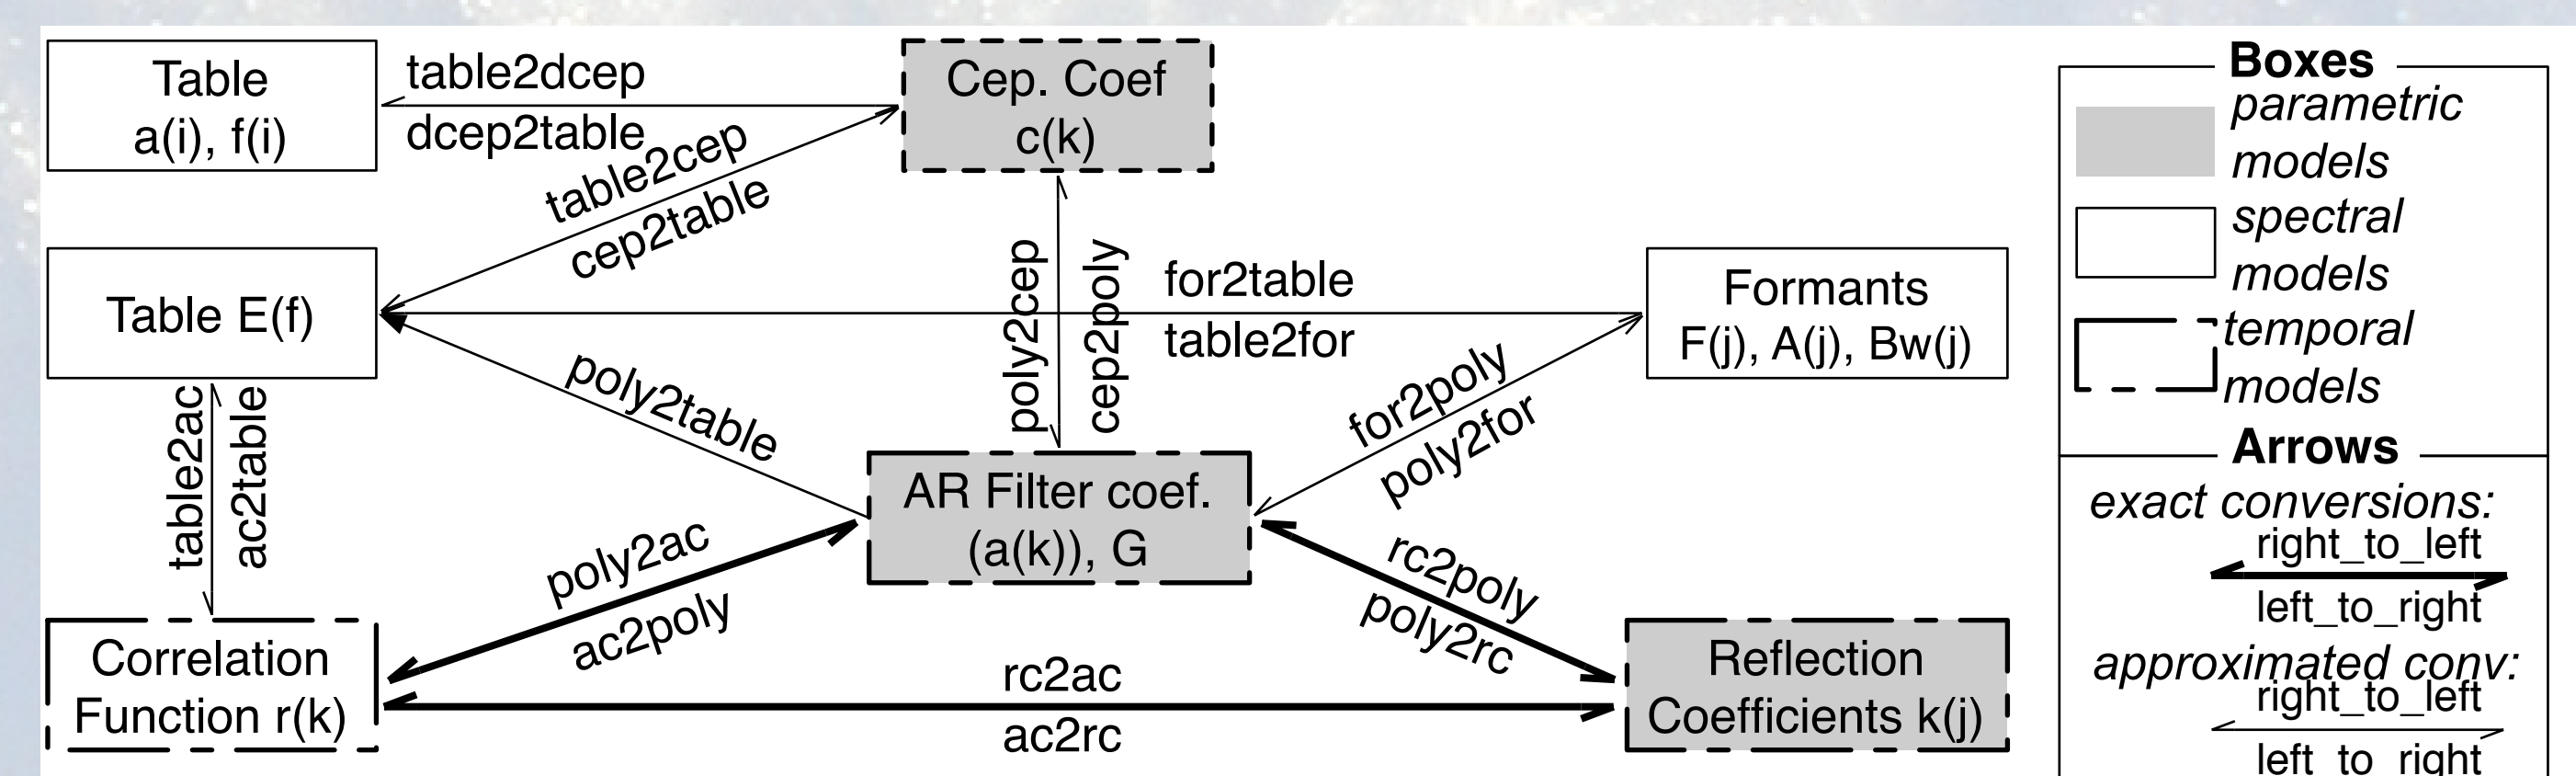 Table
a(i), f(i)
table2dcep
dcep2table
Cep. Coef
c(k)
table2cep
cep2table
Table E(f)
for2table
table2for
poly2cep
cep2poly
Formants
F(j), A(j), Bw(j)
poly2table
for2poly
poly2for
table2ac
ac2table
AR Filter coef.
(a(k)), G
poly2ac
ac2poly
rc2poly
poly2rc
Correlation
Function r(k)
rc2ac
ac2rc
Reflection
Coefficients k(j)
Boxes
parametric
models
spectral
models
temporal
models
Arrows
exact conversions:
right_to_left
left_to_right
approximated conv:
right_to_left
left_to_right